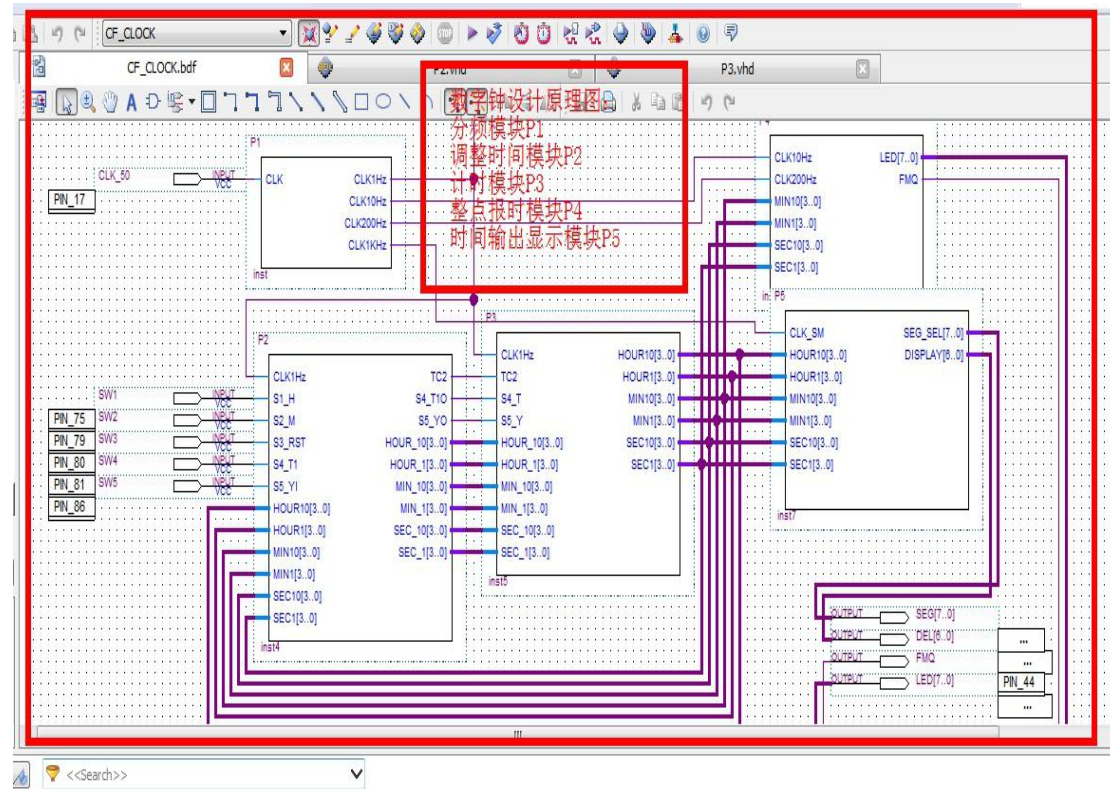 CF_CLOCK
CF_CLOCK.bdf
P3.vhd
数字钟设计原理图
分频模块P1
调整时间模块P2
计时模块P3
整点报时模块P4
时间输出显示模块P5
P1
CLK_50
INPUT
VCC
PIN_17
CLK
CLK1Hz
CLK10Hz
CLK200Hz
CLK1KHz
inst
CLK10Hz
CLK200Hz
MIN10[3..0]
MIN1[3..0]
SEC10[3..0]
SEC1[3..0]
LED[7..0]
FMQ
P2
SW1
SW2
SW3
SW4
SW5
PIN_75
PIN_79
PIN_80
PIN_81
PIN_86
CLK1Hz
S1_H
S2_M
S3_RST
S4_T1
S5_YI
HOUR10[3..0]
HOUR1[3..0]
MIN10[3..0]
MIN1[3..0]
SEC10[3..0]
SEC1[3..0]
TC2
S4_T1O
S5_YO
HOUR_10[3..0]
HOUR_1[3..0]
MIN_10[3..0]
MIN_1[3..0]
SEC_10[3..0]
SEC_1[3..0]
inst4
P3
CLK1Hz
TC2
S4_T
S5_Y
HOUR_10[3..0]
HOUR_1[3..0]
MIN_10[3..0]
MIN_1[3..0]
SEC_10[3..0]
SEC_1[3..0]
HOUR10[3..0]
HOUR1[3..0]
MIN10[3..0]
MIN1[3..0]
SEC10[3..0]
SEC1[3..0]
inst5
P5
CLK_SM
HOUR10[3..0]
HOUR1[3..0]
MIN10[3..0]
MIN1[3..0]
SEC10[3..0]
SEC1[3..0]
SEG_SEL[7..0]
DISPLAY[6..0]
inst7
OUTPUT
SEG[7..0]
OUTPUT
DEL[6..0]
OUTPUT
FMQ
OUTPUT
LED[7..0]
...
...
PIN_44
...
<<Search>>